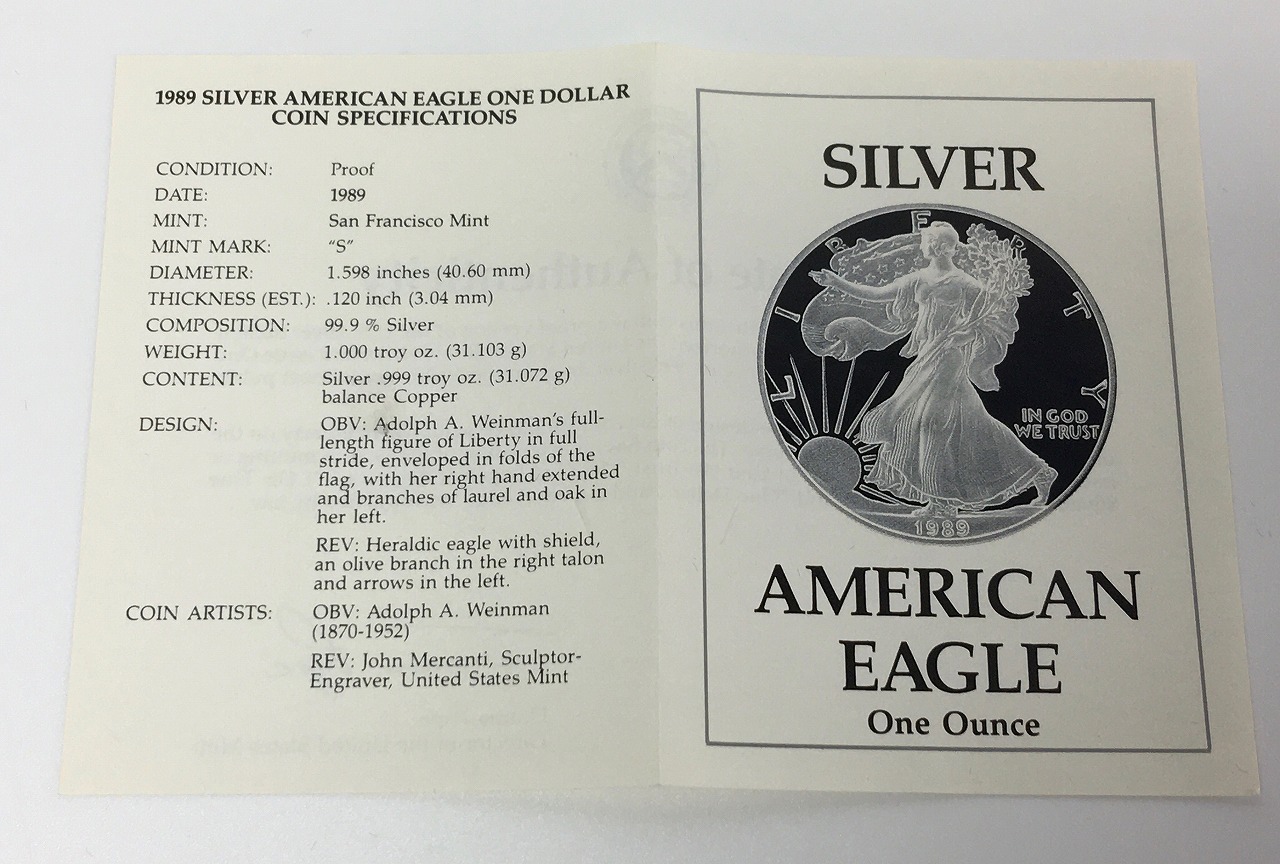 1989 SILVER AMERICAN EAGLE ONE DOLLAR
COIN SPECIFICATIONS
CONDITION: Proof
DATE: 1989
MINT: San Francisco Mint
MINT MARK: “S”
DIAMETER: 1.598 inches (40.60 mm)
THICKNESS (EST.): .120 inch (3.04 mm)
COMPOSITION: 99.9 % Silver
WEIGHT: 1.000 troy oz. (31.103 g)
CONTENT: Silver .999 troy oz. (31.072 g)
balance Copper
DESIGN: OBV: Adolph A. Weinman’s full-
length figure of Liberty in full
stride, enveloped in folds of the
flag, with her right hand extended
and branches of laurel and oak in
her left.
REV: Heraldic eagle with shield,
an olive branch in the right talon
and arrows in the left.
COIN ARTISTS: OBV: Adolph A. Weinman
(1870-1952)
REV: John Mercanti, Sculptor-
Engraver, United States Mint
SILVER
LIBERTY
IN GOD
WE TRUST
1989
AMERICAN
EAGLE
One Ounce